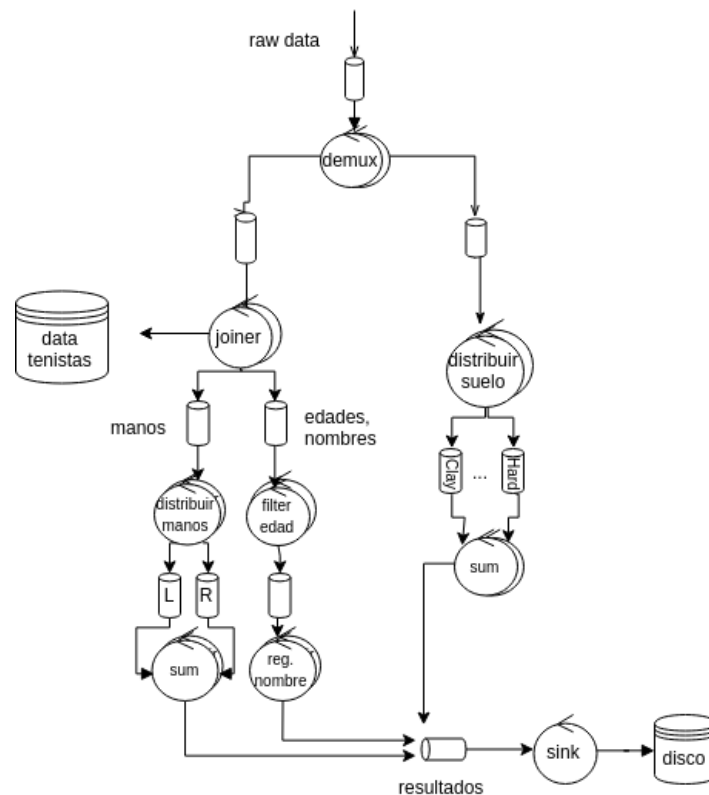 raw data
demux
joiner
data
tenistas
distribuir
suelo
manos
edades,
nombres
Clay
...
Hard
distribuir
manos
filter
edad
sum
L
R
sum
reg.
nombre
sink
disco
resultados